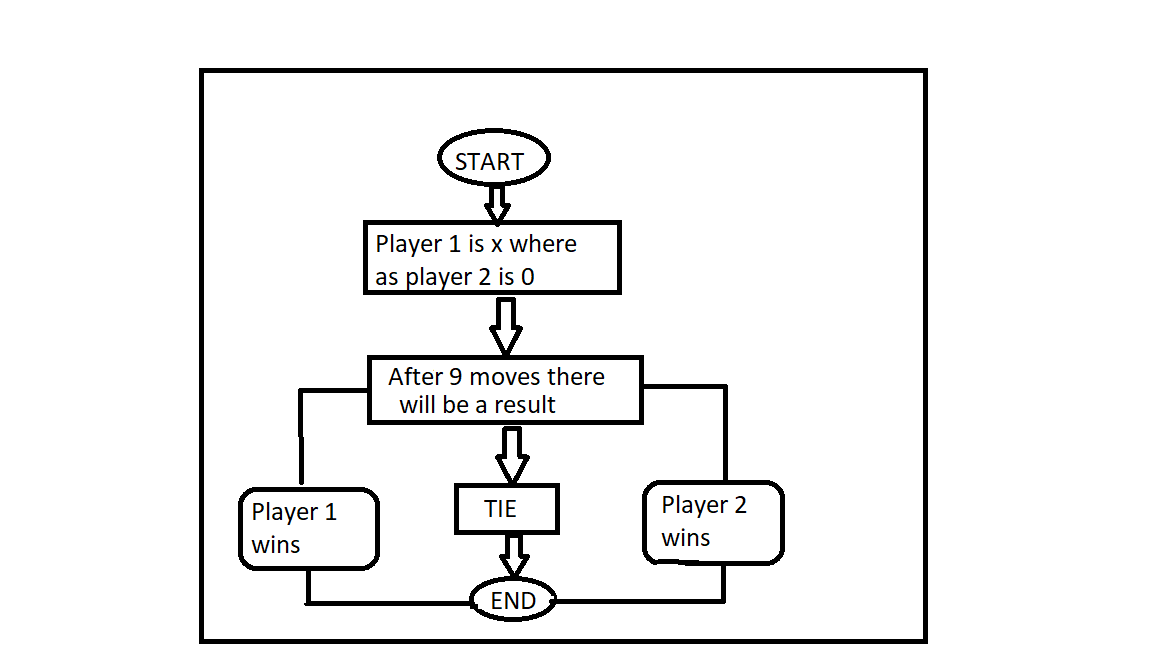 START
Player 1 is x where
as player 2 is 0
After 9 moves there
will be a result
Player 1
wins
TIE
Player 2
wins
END